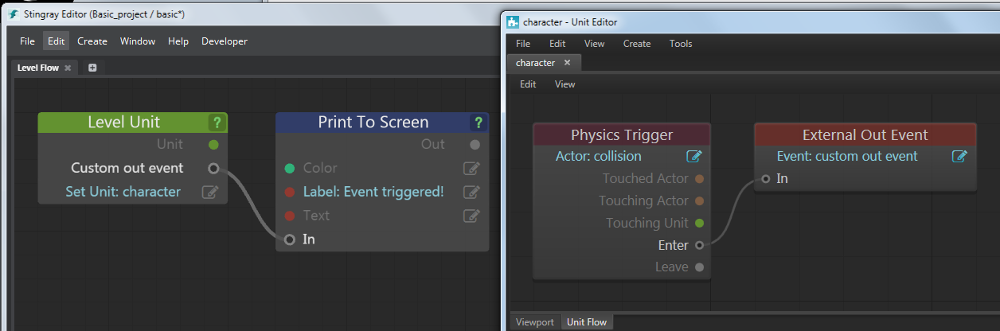 Stingray Editor (Basic_project / basic*)
File Edit Create Window Help Developer
Level Flow
Level Unit ?
Unit
Custom out event
Set Unit: character
Print To Screen ?
Out
Color
Label: Event triggered!
Text
In
character - Unit Editor
File Edit View Create Tools
character
Edit View
Physics Trigger
Actor: collision
Touched Actor
Touching Actor
Touching Unit
Enter
Leave
External Out Event
Event: custom out event
In
Viewport Unit Flow